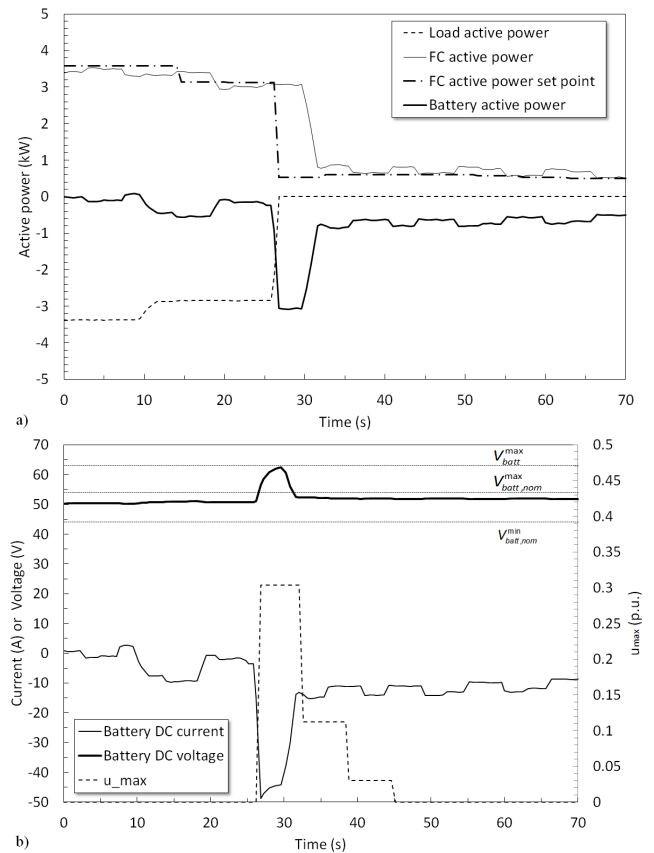 5
4
3
2
1
0
-1
-2
-3
-4
-5
Active power (kW)
Load active power
FC active power
FC active power set point
Battery active power
0 10 20 30 40 50 60 70
Time (s)
a)
70
60
50
40
30
20
10
0
-10
-20
-30
-40
-50
Current (A) or Voltage (V)
V max batt
V max batt,nom
V min batt,nom
Battery DC current
Battery DC voltage
u_max
0.5
0.45
0.4
0.35
0.3
0.25
0.2
0.15
0.1
0.05
0
umax (p.u.)
0 10 20 30 40 50 60 70
Time (s)
b)